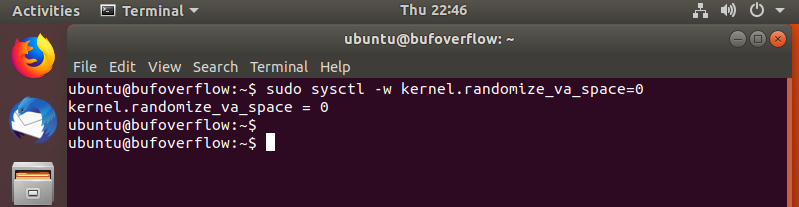 Activities Terminal Thu 22:46
ubuntu@bufoverflow: ~
File Edit View Search Terminal Help
ubuntu@bufoverflow:~$ sudo sysctl -w kernel.randomize_va_space=0
kernel.randomize_va_space = 0
ubuntu@bufoverflow:~$
ubuntu@bufoverflow:~$